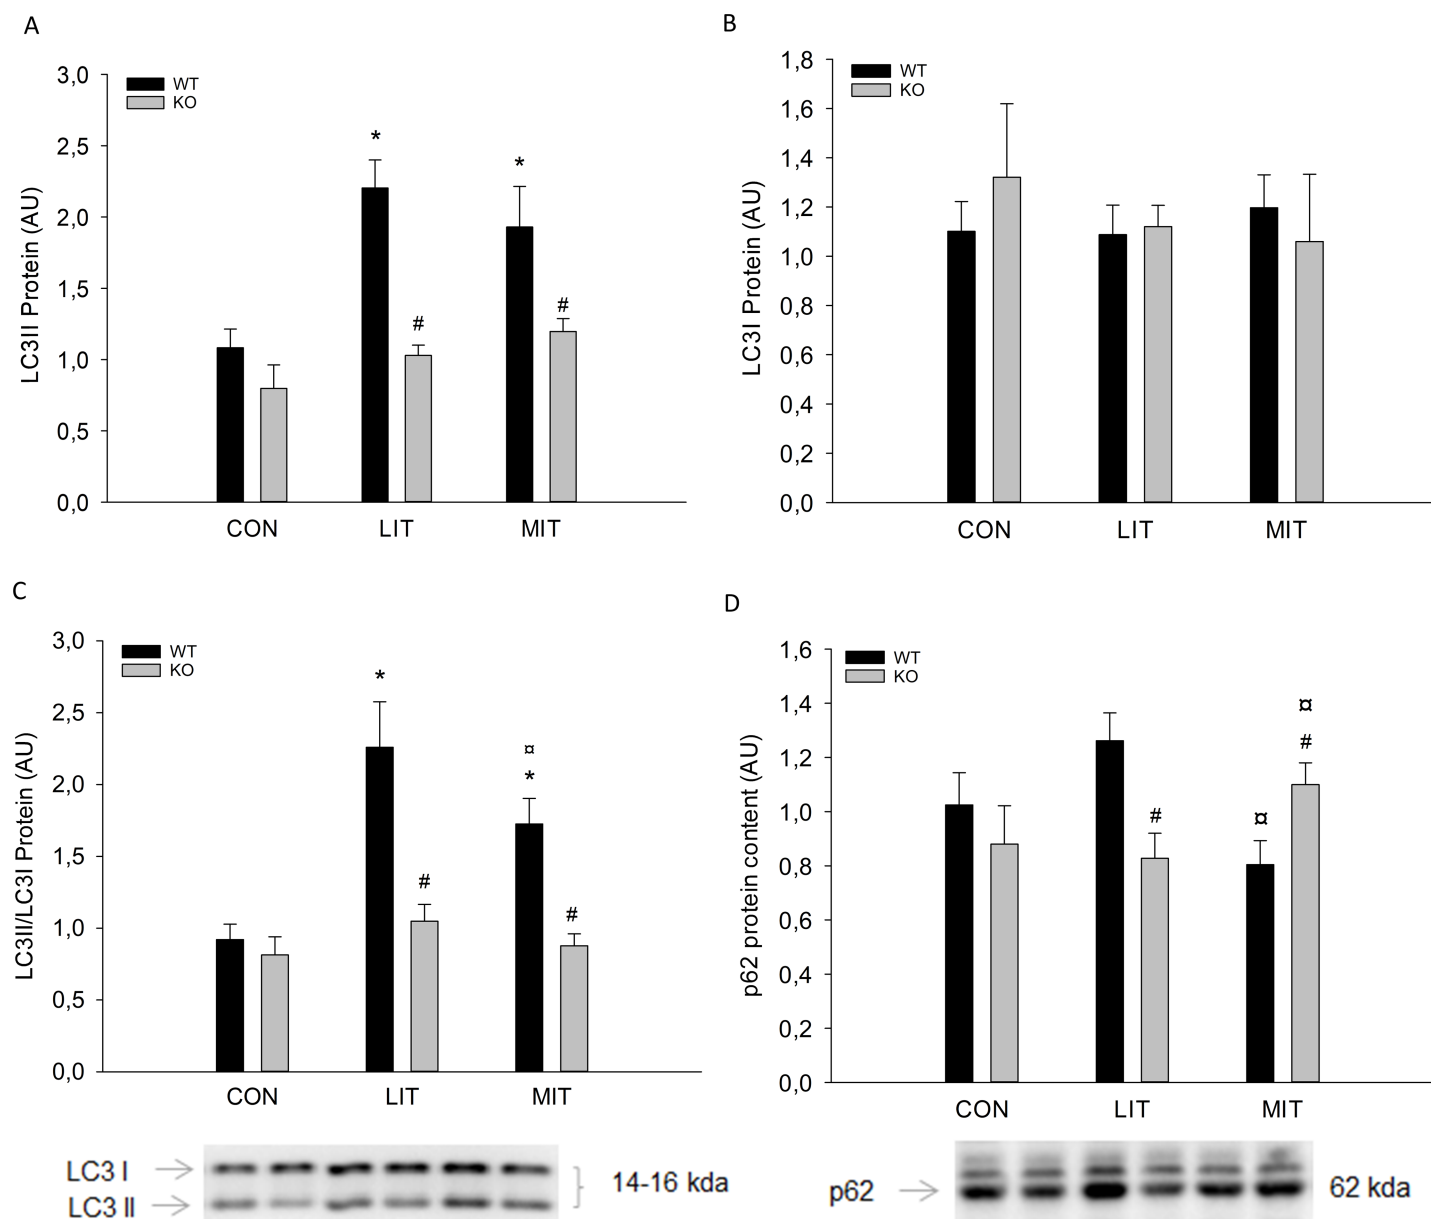 A
3,0
2,5
2,0
1,5
1,0
0,5
0,0
LC3II Protein (AU)
WT
KO
*
#
*
#
CON LIT MIT
B
1,8
1,6
1,4
1,2
1,0
0,8
0,6
0,4
0,2
0,0
LC3I Protein (AU)
WT
KO
CON LIT MIT
C
3,0
2,5
2,0
1,5
1,0
0,5
0,0
LC3II/LC3I Protein (AU)
WT
KO
*
#
¤
*
#
CON LIT MIT
LC3 I
LC3 II
14-16 kda
D
1,6
1,4
1,2
1,0
0,8
0,6
0,4
0,2
0,0
p62 protein content (AU)
WT
KO
#
¤
¤
#
CON LIT MIT
p62
62 kda